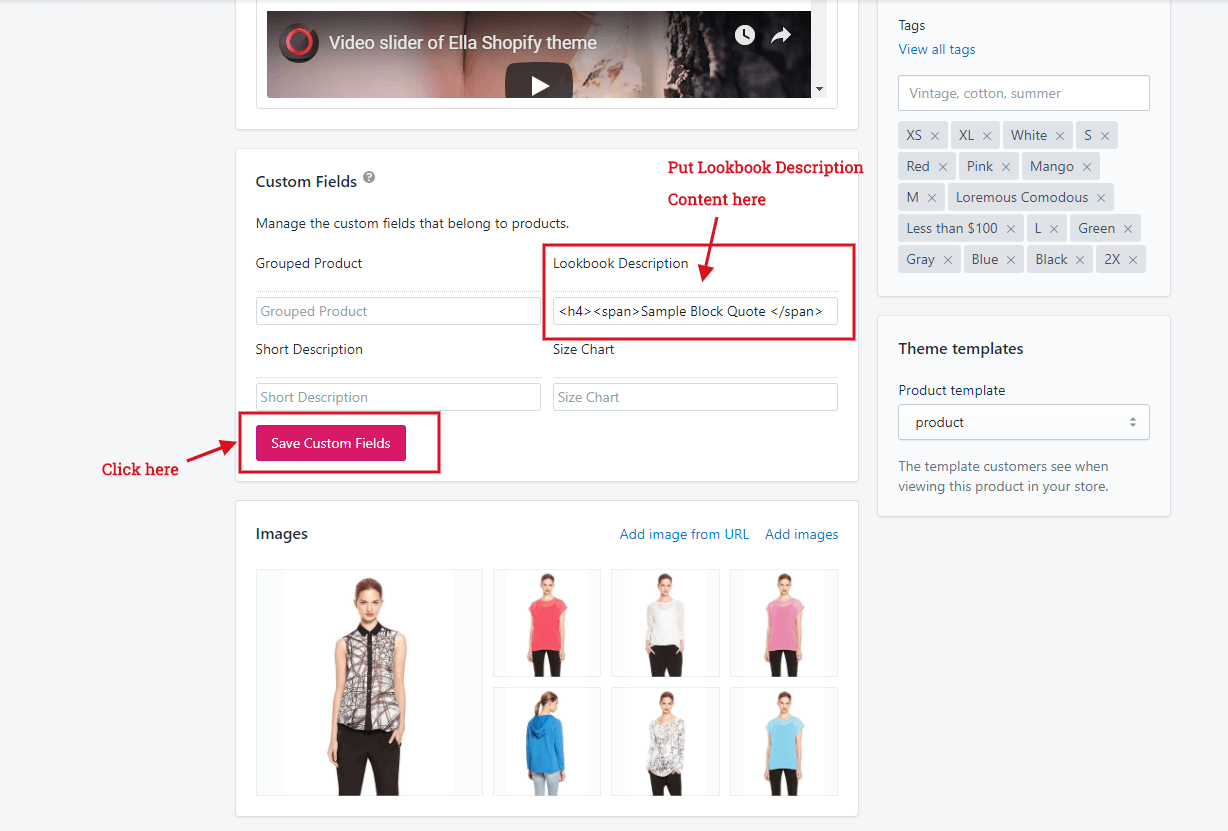 Video slider of Ella Shopify theme
Custom Fields ?
Manage the custom fields that belong to products.
Put Lookbook Description
Content here
Grouped Product
Grouped Product
Lookbook Description
<h4><span>Sample Block Quote </span>
Short Description
Short Description
Size Chart
Size Chart
Save Custom Fields
Click here
Images
Add image from URL Add images
Tags
View all tags
Vintage, cotton, summer
XS × XL × White × S ×
Red × Pink × Mango ×
M × Loremous Comodous ×
Less than $100 × L × Green ×
Gray × Blue × Black × 2X ×
Theme templates
Product template
product
The template customers see when
viewing this product in your store.